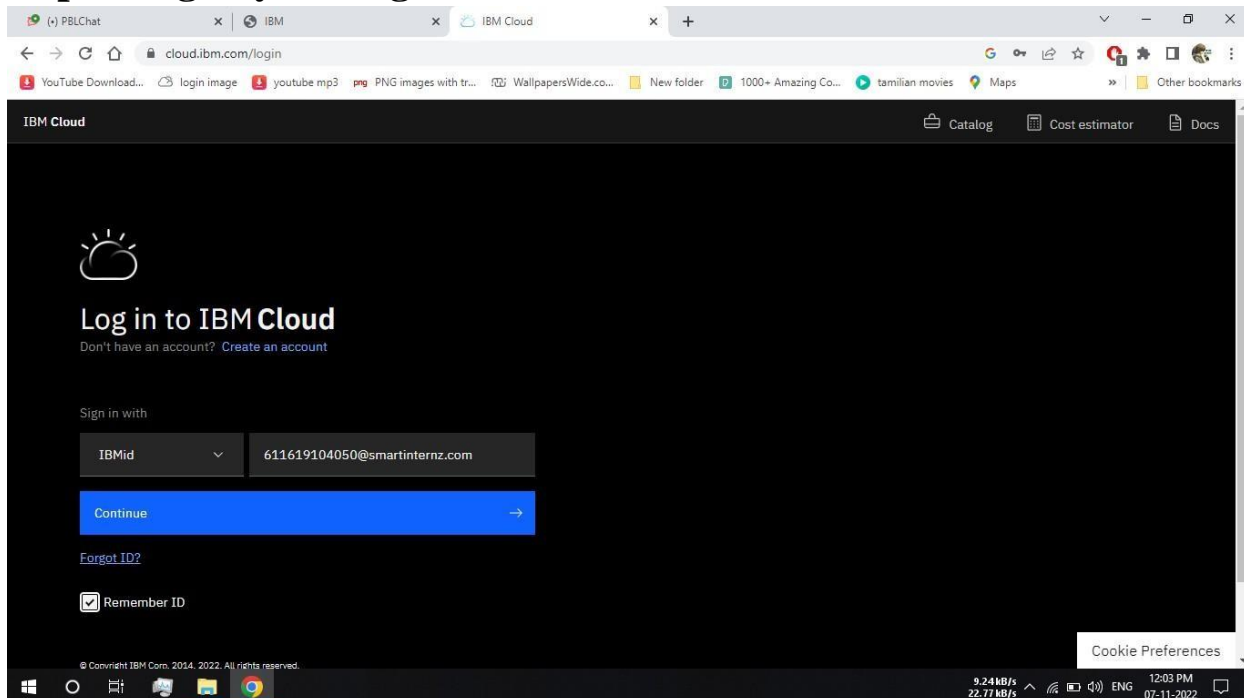 (•) PBLChat
IBM
IBM Cloud
cloud.ibm.com/login
YouTube Download... login image youtube mp3 png PNG images with tr... WallpapersWide.co... New folder 1000+ Amazing Co... tamilian movies Maps » Other bookmarks
IBM Cloud Catalog Cost estimator Docs
Log in to IBM Cloud
Don't have an account? Create an account
Sign in with
IBMid 611619104050@smartinternz.com
Continue
Forgot ID?
Remember ID
Cookie Preferences
© Copyright IBM Corp. 2014, 2022. All rights reserved.
9.24 kB/s
22.77 kB/s
ENG
12:03 PM
07-11-2022